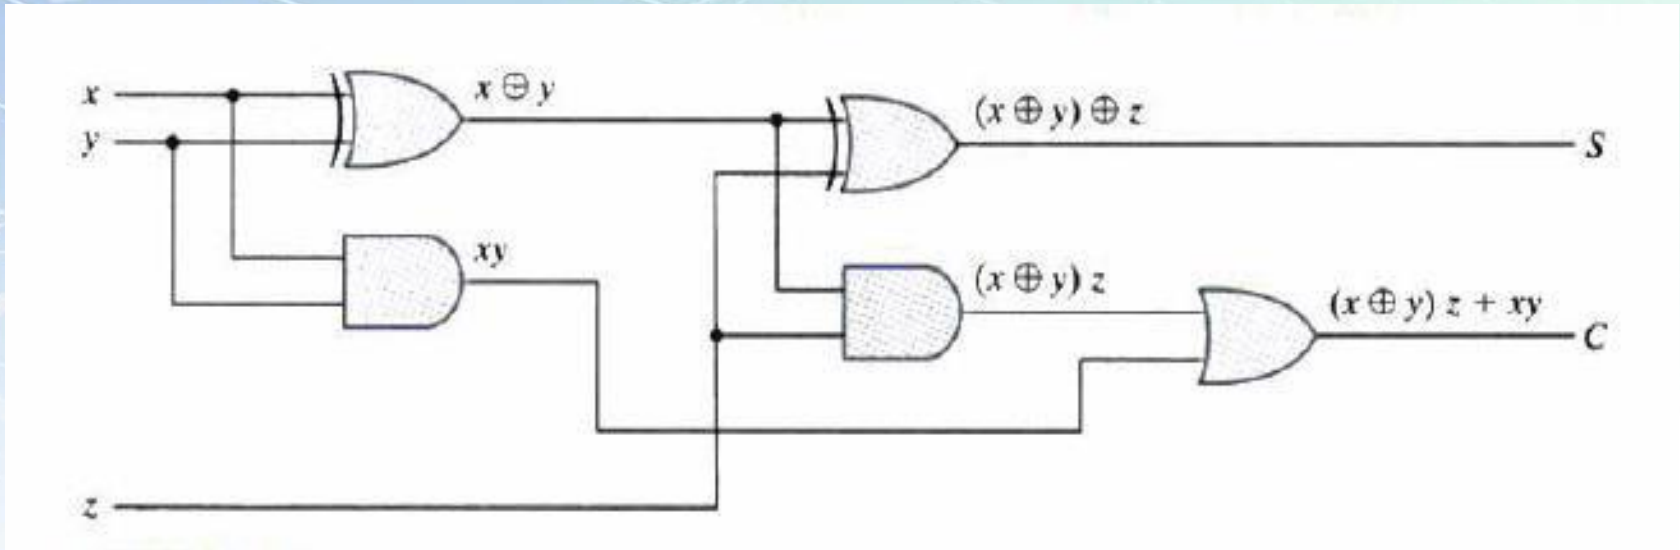 x
y
x ⊖ y
(x ⊕ y) ⊕ z
S
xy
(x ⊕ y) z
(x ⊕ y) z + xy
C
z